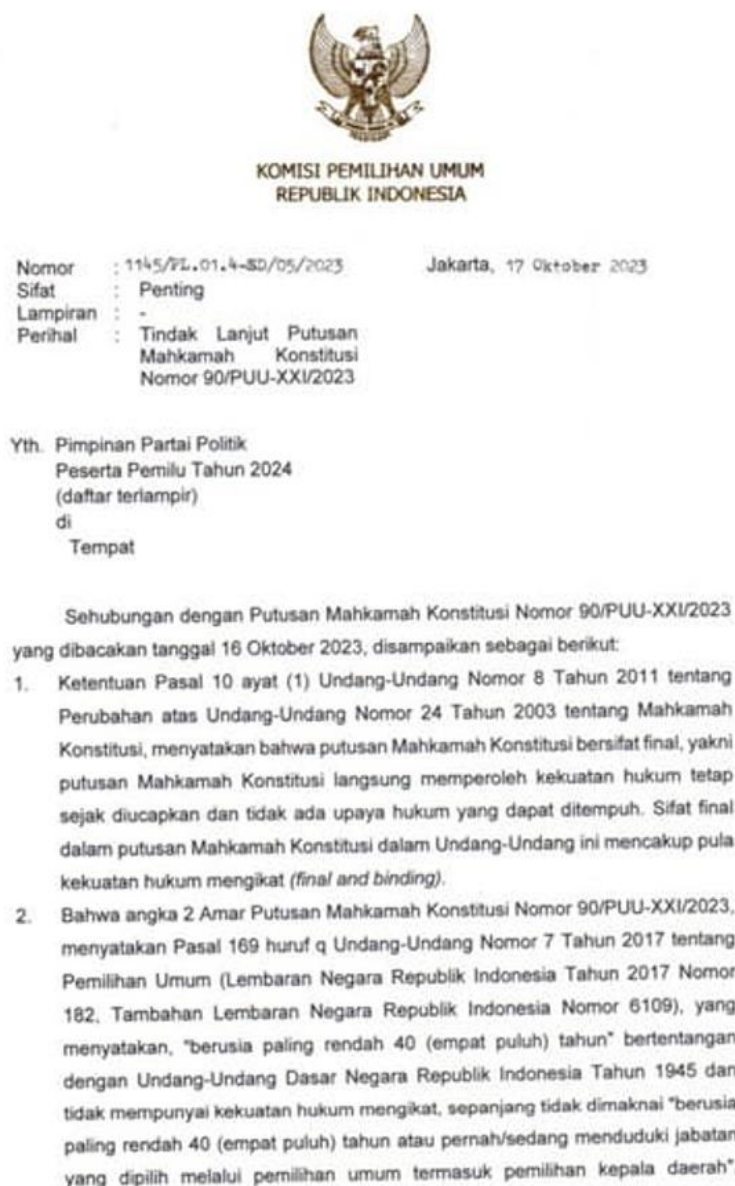 KOMISI PEMILIHAN UMUM
REPUBLIK INDONESIA
Nomor : 1145/PL.01.4-SD/05/2023 Jakarta, 17 Oktober 2023
Sifat : Penting
Lampiran : -
Perihal : Tindak Lanjut Putusan
Mahkamah Konstitusi
Nomor 90/PUU-XXI/2023
Yth. Pimpinan Partai Politik
Peserta Pemilu Tahun 2024
(daftar terlampir)
di
Tempat
Sehubungan dengan Putusan Mahkamah Konstitusi Nomor 90/PUU-XXI/2023
yang dibacakan tanggal 16 Oktober 2023, disampaikan sebagai berikut:
1. Ketentuan Pasal 10 ayat (1) Undang-Undang Nomor 8 Tahun 2011 tentang
Perubahan atas Undang-Undang Nomor 24 Tahun 2003 tentang Mahkamah
Konstitusi, menyatakan bahwa putusan Mahkamah Konstitusi bersifat final, yakni
putusan Mahkamah Konstitusi langsung memperoleh kekuatan hukum tetap
sejak diucapkan dan tidak ada upaya hukum yang dapat ditempuh. Sifat final
dalam putusan Mahkamah Konstitusi dalam Undang-Undang ini mencakup pula
kekuatan hukum mengikat (final and binding).
2. Bahwa angka 2 Amar Putusan Mahkamah Konstitusi Nomor 90/PUU-XXI/2023,
menyatakan Pasal 169 huruf q Undang-Undang Nomor 7 Tahun 2017 tentang
Pemilihan Umum (Lembaran Negara Republik Indonesia Tahun 2017 Nomor
182, Tambahan Lembaran Negara Republik Indonesia Nomor 6109), yang
menyatakan, "berusia paling rendah 40 (empat puluh) tahun" bertentangan
dengan Undang-Undang Dasar Negara Republik Indonesia Tahun 1945 dan
tidak mempunyai kekuatan hukum mengikat, sepanjang tidak dimaknai "berusia
paling rendah 40 (empat puluh) tahun atau pernah/sedang menduduki jabatan
yang dipilih melalui pemilihan umum termasuk pemilihan kepala daerah".